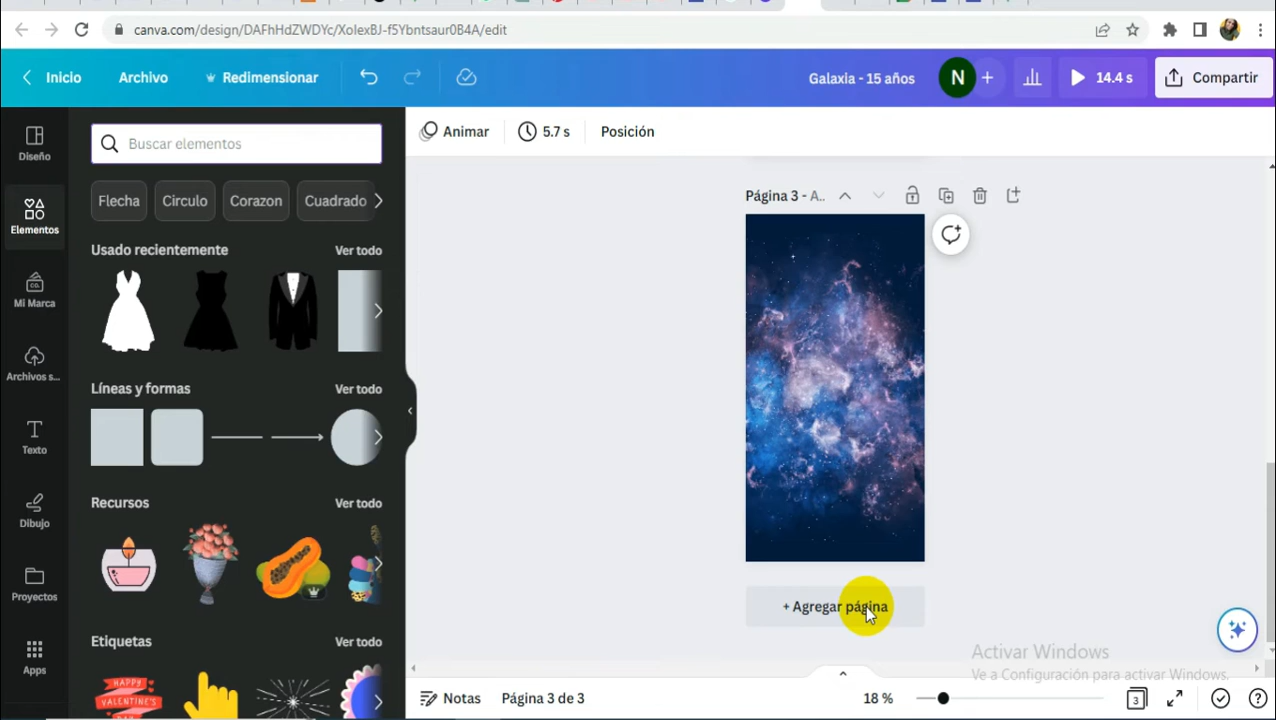 canva.com/design/DAFhHdZWDYc/XolexBJ-f5Ybntsaur0B4A/edit
Inicio
Archivo
Redimensionar
Galaxia - 15 años
N
14.4 s
Compartir
Diseño
Elementos
Mi Marca
Archivos s...
Texto
Dibujo
Proyectos
Apps
Buscar elementos
Flecha
Circulo
Corazon
Cuadrado
Usado recientemente
Ver todo
Líneas y formas
Ver todo
Recursos
Ver todo
Etiquetas
Ver todo
HAPPY
VALENTINE'S
DAY
Animar
5.7 s
Posición
Página 3 - A..
+ Agregar página
Activar Windows
Ve a Configuración para activar Windows.
Notas
Página 3 de 3
18 %
3